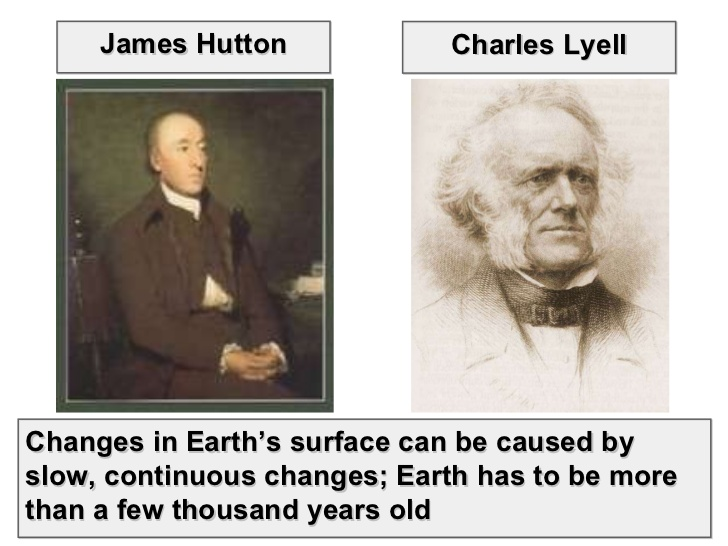 James Hutton
Charles Lyell
Changes in Earth’s surface can be caused by
slow, continuous changes; Earth has to be more
than a few thousand years old